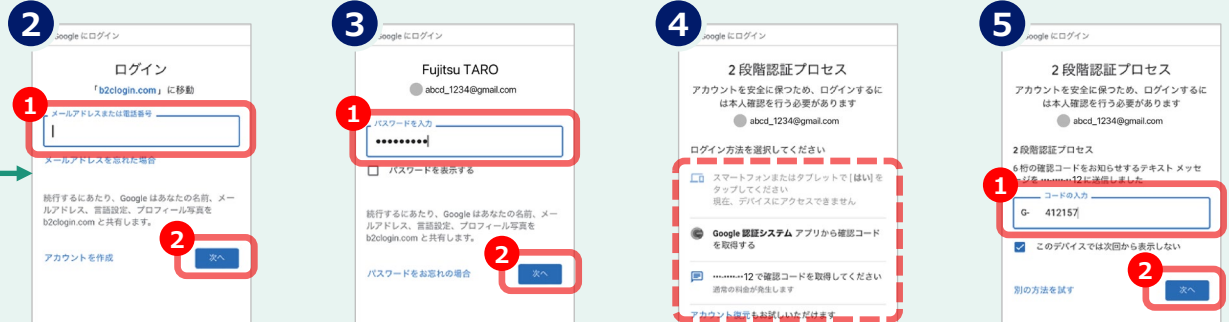 2
Google にログイン
ログイン
「b2clogin.com」に移動
1
メールアドレスまたは電話番号
メールアドレスを忘れた場合
続行するにあたり、Google はあなたの名前、メー
ルアドレス、言語設定、プロフィール写真を
b2clogin.com と共有します。
2
アカウントを作成
次へ
3
Google にログイン
Fujitsu TARO
abcd_1234@gmail.com
1
パスワードを入力
•••••••••
パスワードを表示する
続行するにあたり、Google はあなたの名前、メー
ルアドレス、言語設定、プロフィール写真を
b2clogin.com と共有します。
2
パスワードをお忘れの場合
次へ
4
Google にログイン
2 段階認証プロセス
アカウントを安全に保つため、ログインするに
は本人確認を行う必要があります
abcd_1234@gmail.com
ログイン方法を選択してください
スマートフォンまたはタブレットで [はい] を
タップしてください
現在、デバイスにアクセスできません
Google 認証システム アプリから確認コード
を取得する
•••-••••-••12 で確認コードを取得してください
通常の料金が発生します
アカウント復元もお試しいただけます
5
Google にログイン
2 段階認証プロセス
アカウントを安全に保つため、ログインするに
は本人確認を行う必要があります
abcd_1234@gmail.com
2 段階認証プロセス
6 桁の確認コードをお知らせするテキスト メッセ
ージを •••-••••-••12 に送信しました
1
コードの入力
G- 412157
このデバイスでは次回から表示しない
2
別の方法を試す
次へ